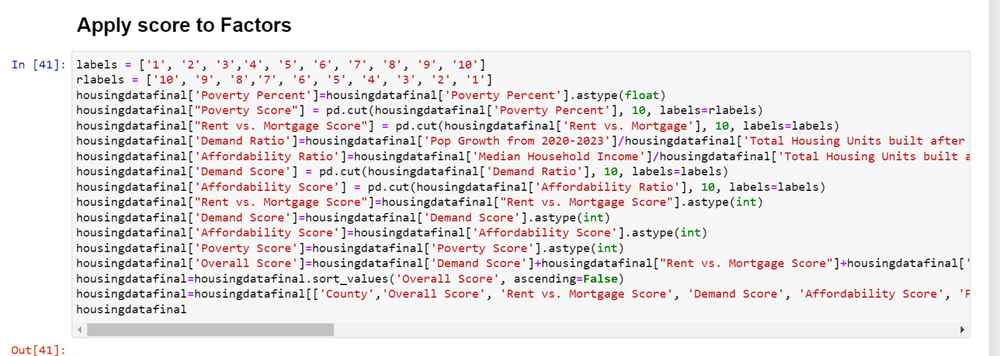 Apply score to Factors
In [41]:
labels = ['1', '2', '3','4', '5', '6', '7', '8', '9', '10']
rlabels = ['10', '9', '8','7', '6', '5', '4', '3', '2', '1']
housingdatafinal['Poverty Percent']=housingdatafinal['Poverty Percent'].astype(float)
housingdatafinal["Poverty Score"] = pd.cut(housingdatafinal['Poverty Percent'], 10, labels=rlabels)
housingdatafinal["Rent vs. Mortgage Score"] = pd.cut(housingdatafinal['Rent vs. Mortgage'], 10, labels=labels)
housingdatafinal['Demand Ratio']=housingdatafinal['Pop Growth from 2020-2023']/housingdatafinal['Total Housing Units built after
housingdatafinal['Affordability Ratio']=housingdatafinal['Median Household Income']/housingdatafinal['Total Housing Units built
housingdatafinal['Demand Score'] = pd.cut(housingdatafinal['Demand Ratio'], 10, labels=labels)
housingdatafinal['Affordability Score'] = pd.cut(housingdatafinal['Affordability Ratio'], 10, labels=labels)
housingdatafinal["Rent vs. Mortgage Score"]=housingdatafinal["Rent vs. Mortgage Score"].astype(int)
housingdatafinal['Demand Score']=housingdatafinal['Demand Score'].astype(int)
housingdatafinal['Affordability Score']=housingdatafinal['Affordability Score'].astype(int)
housingdatafinal['Poverty Score']=housingdatafinal['Poverty Score'].astype(int)
housingdatafinal['Overall Score']=housingdatafinal['Demand Score']+housingdatafinal["Rent vs. Mortgage Score"]+housingdatafinal['
housingdatafinal=housingdatafinal.sort_values('Overall Score', ascending=False)
housingdatafinal=housingdatafinal[['County','Overall Score', 'Rent vs. Mortgage Score', 'Demand Score', 'Affordability Score', '
housingdatafinal
Out[41]: